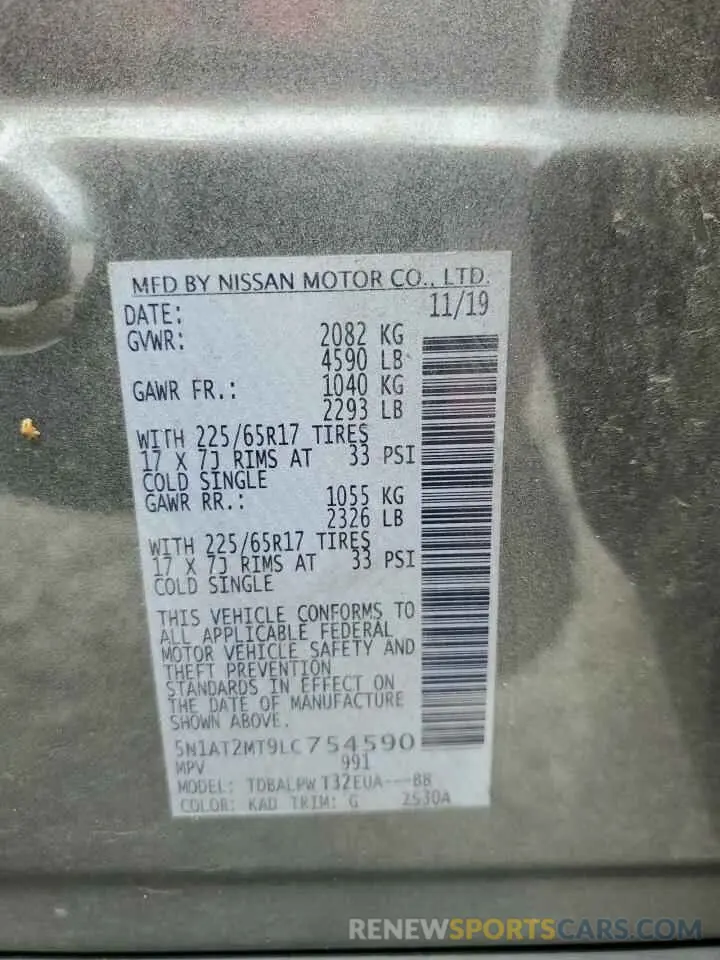 MFD BY NISSAN MOTOR CO., LTD.
DATE: 11/19
GVWR: 2082 KG
4590 LB
GAWR FR.: 1040 KG
2293 LB
WITH 225/65R17 TIRES
17 X 7J RIMS AT 33 PSI
COLD SINGLE
GAWR RR.: 1055 KG
2326 LB
WITH 225/65R17 TIRES
17 X 7J RIMS AT 33 PSI
COLD SINGLE
THIS VEHICLE CONFORMS TO
ALL APPLICABLE FEDERAL
MOTOR VEHICLE SAFETY AND
THEFT PREVENTION
STANDARDS IN EFFECT ON
THE DATE OF MANUFACTURE
SHOWN ABOVE.
5N1AT2MT9LC754590
MPV 991
MODEL: TDBALPW T32EUA---BB
COLOR: KAD TRIM: G 2S30A
RENEWSPORTSCARS.COM